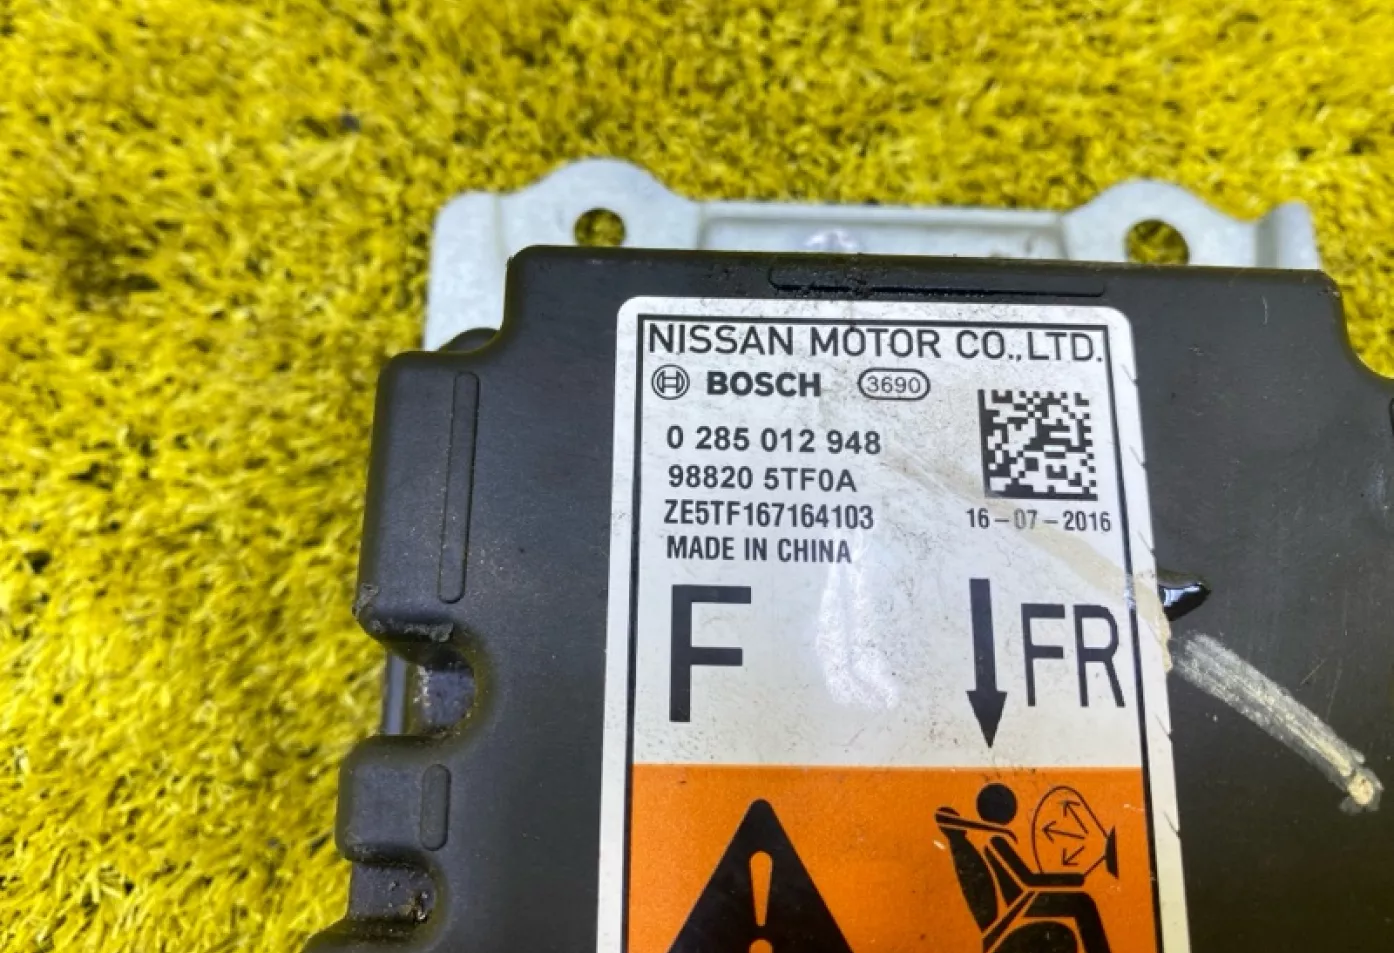 NISSAN MOTOR CO.,LTD.
BOSCH 3690
0 285 012 948
98820 5TF0A
ZE5TF167164103 16-07-2016
MADE IN CHINA
F FR